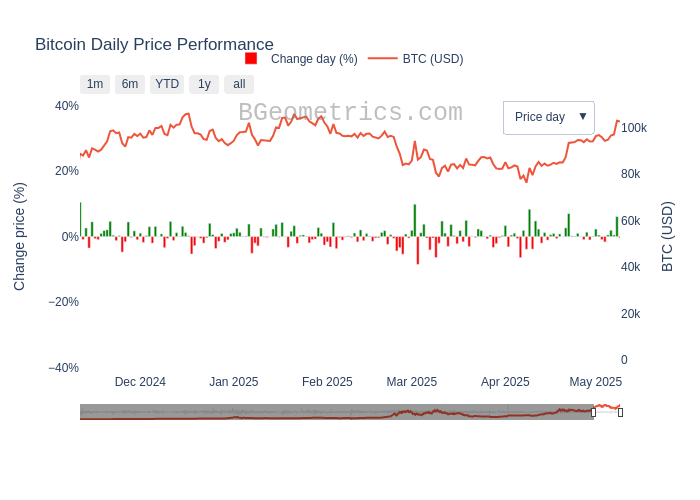 Bitcoin Daily Price Performance
Change day (%)
BTC (USD)
1m
6m
YTD
1y
all
BGeometrics.com
Price day ▼
40%
20%
0%
−20%
−40%
Change price (%)
100k
80k
60k
40k
20k
0
BTC (USD)
Dec 2024
Jan 2025
Feb 2025
Mar 2025
Apr 2025
May 2025